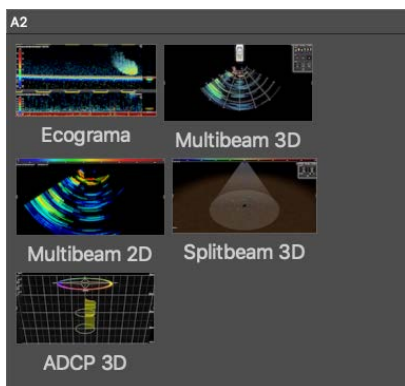 A2
Ecograma
Multibeam 3D
Multibeam 2D
Splitbeam 3D
ADCP 3D